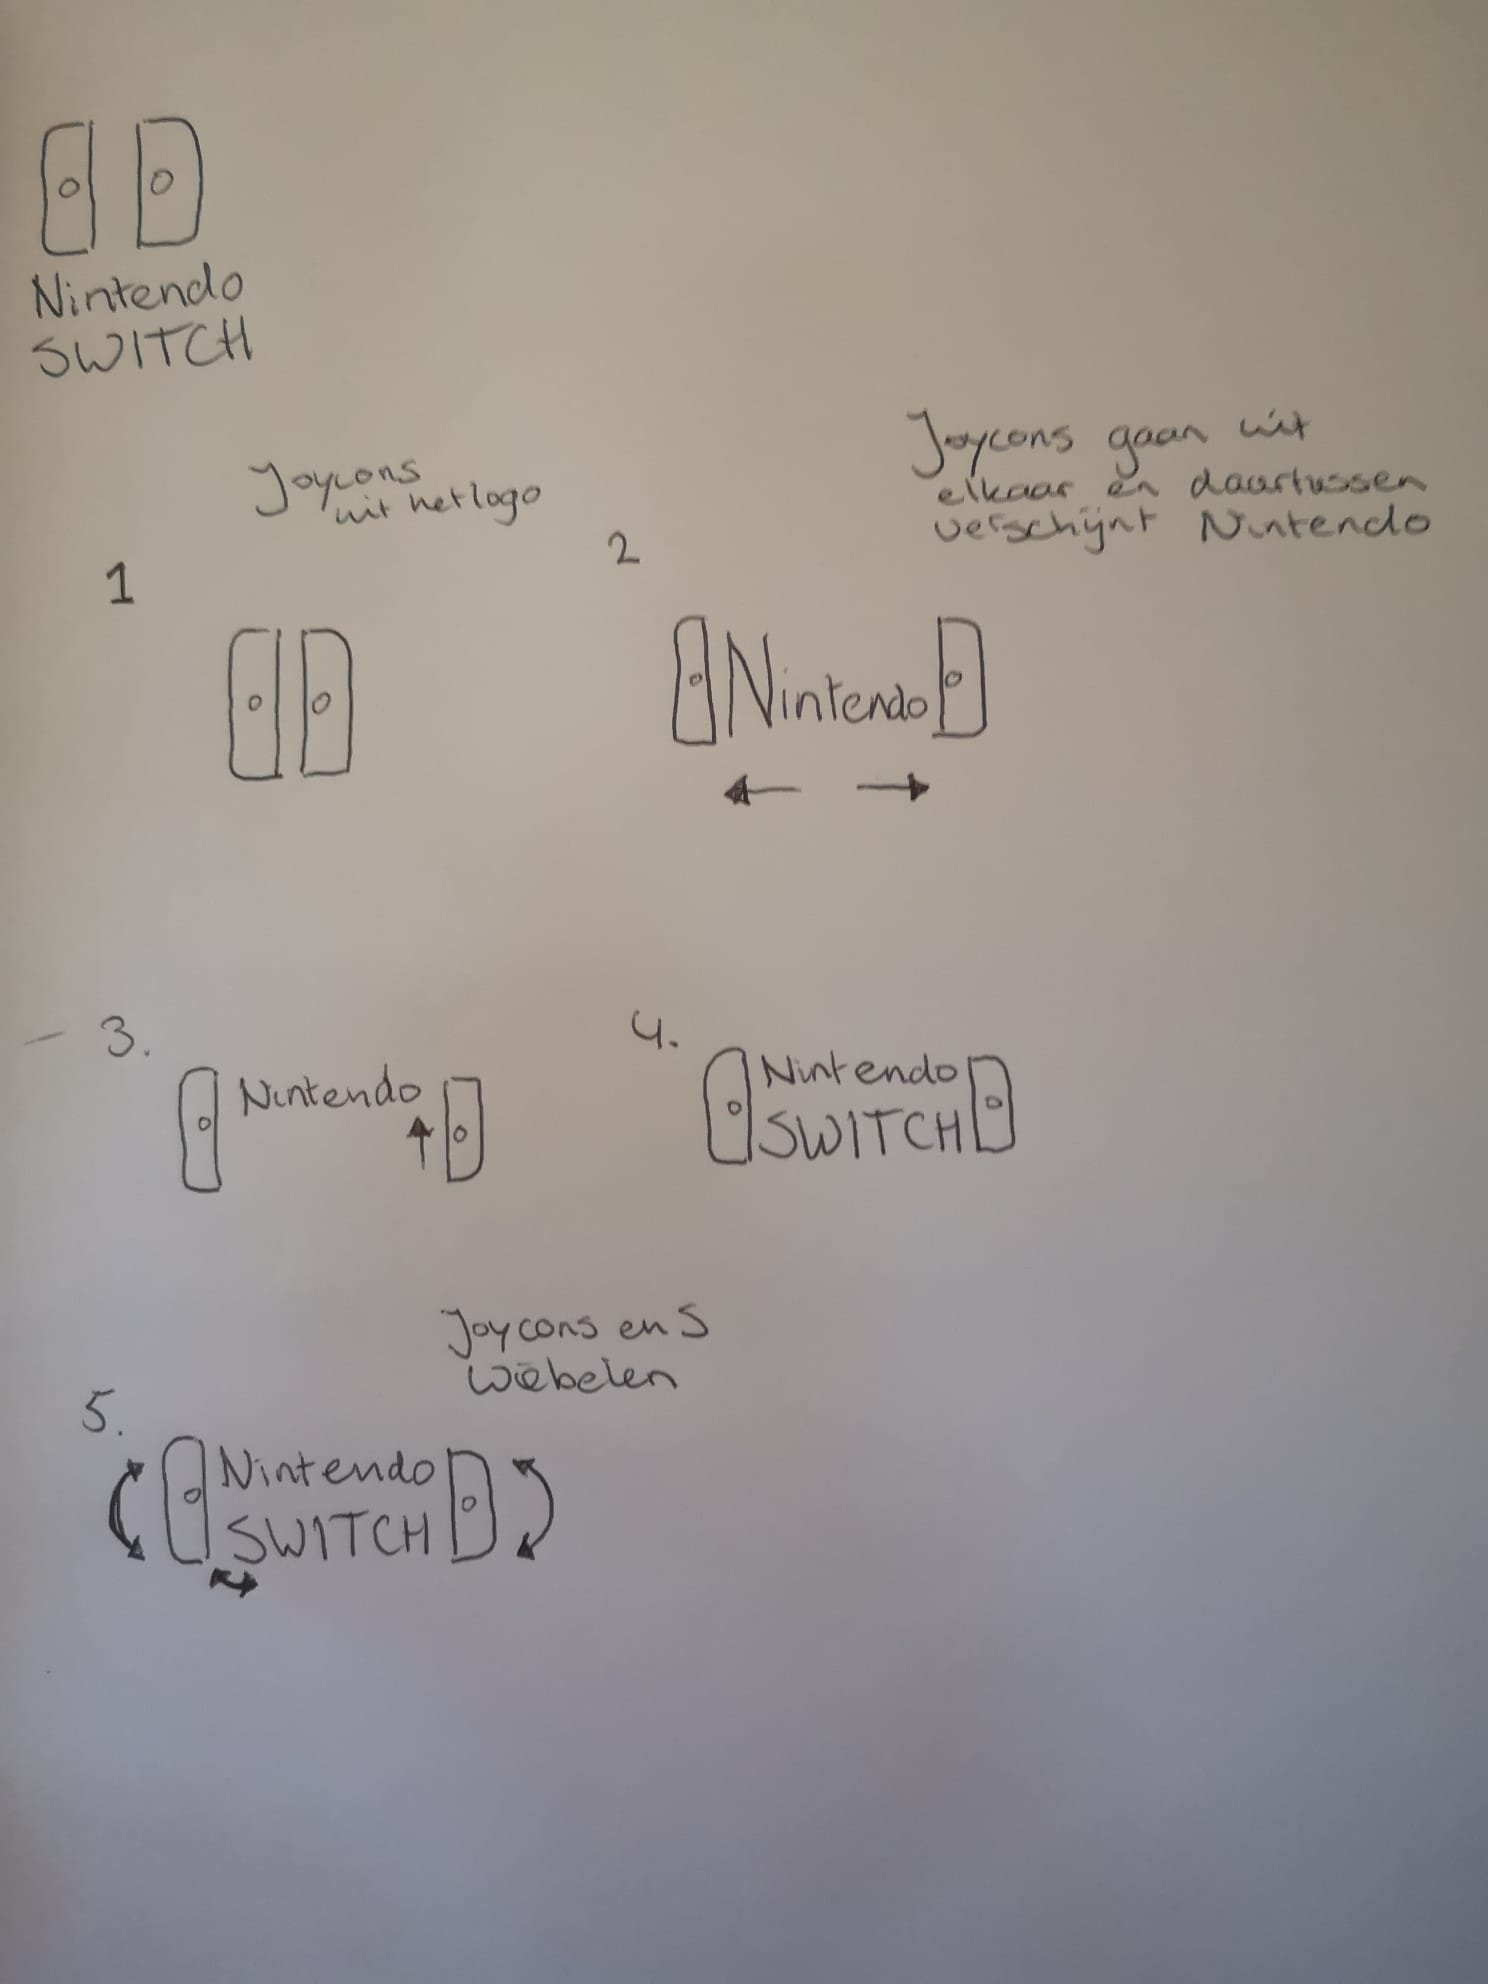 Nintendo
SWITCH
Joycons
uit het logo
Joycons gaan uit
elkaar en daartussen
verschijnt Nintendo
1
2
Nintendo
3.
Nintendo
4.
Nintendo
SWITCH
Joycons en S
wiebelen
5.
Nintendo
SWITCH